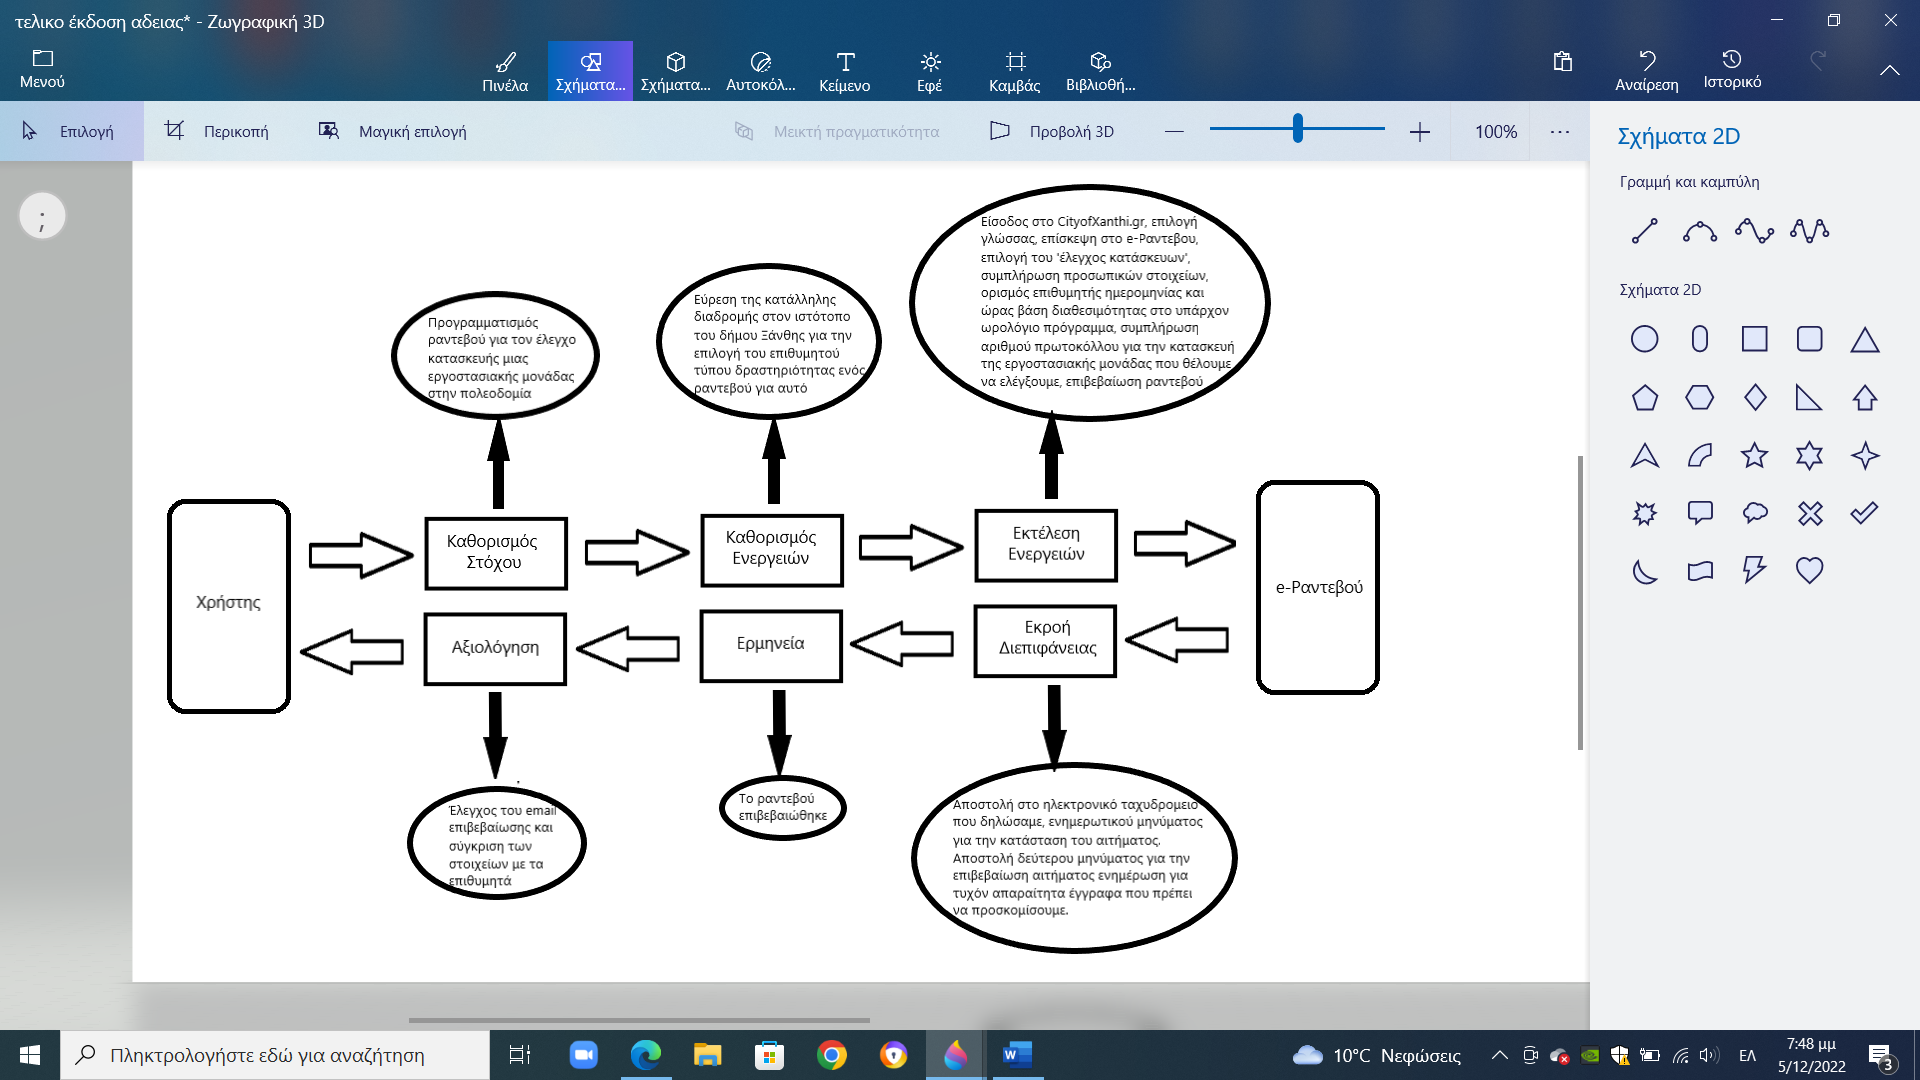 τελικο έκδοση αδειας* - Ζωγραφική 3D
Μενού
Πινέλα
Σχήματα...
Σχήματα...
Αυτοκόλ...
Κείμενο
Εφέ
Καμβάς
Βιβλιοθή...
Αναίρεση
Ιστορικό
Επιλογή
Περικοπή
Μαγική επιλογή
Μεικτή πραγματικότητα
Προβολή 3D
100%
Σχήματα 2D
Γραμμή και καμπύλη
Σχήματα 2D
;
Προγραμματισμός
ραντεβού για τον έλεγχο
κατασκευής μιας
εργοστασιακής μονάδας
στην πολεοδομία
Εύρεση της κατάλληλης
διαδρομής στον ιστότοπο
του δήμου Ξάνθης για την
επιλογή του επιθυμητού
τύπου δραστηριότητας ενός
ραντεβού για αυτό
Είσοδος στο CityofXanthi.gr, επιλογή
γλώσσας, επίσκεψη στο e-Ραντεβου,
επιλογή του 'έλεγχος κατάσκευων',
συμπλήρωση προσωπικών στοιχείων,
ορισμός επιθυμητής ημερομηνίας και
ώρας βάση διαθεσιμότητας στο υπάρχον
ωρολόγιο πρόγραμμα, συμπλήρωση
αριθμού πρωτοκόλλου για την κατασκευή
της εργοστασιακής μονάδας που θέλουμε
να ελέγξουμε, επιβεβαίωση ραντεβού
Χρήστης
Καθορισμός
Στόχου
Καθορισμός
Ενεργειών
Εκτέλεση
Ενεργειών
e-Ραντεβού
Αξιολόγηση
Ερμηνεία
Εκροή
Διεπιφάνειας
Έλεγχος του email
επιβεβαίωσης και
σύγκριση των
στοιχείων με τα
επιθυμητά
Το ραντεβού
επιβεβαιώθηκε
Αποστολή στο ηλεκτρονικό ταχυδρομειο
που δηλώσαμε, ενημερωτικού μηνύματος
για την κατάσταση του αιτήματος.
Αποστολή δεύτερου μηνύματος για την
επιβεβαίωση αιτήματος ενημέρωση για
τυχόν απαραίτητα έγγραφα που πρέπει
να προσκομίσουμε.
Πληκτρολογήστε εδώ για αναζήτηση
10°C Νεφώσεις
ΕΛ
7:48 μμ
5/12/2022
3